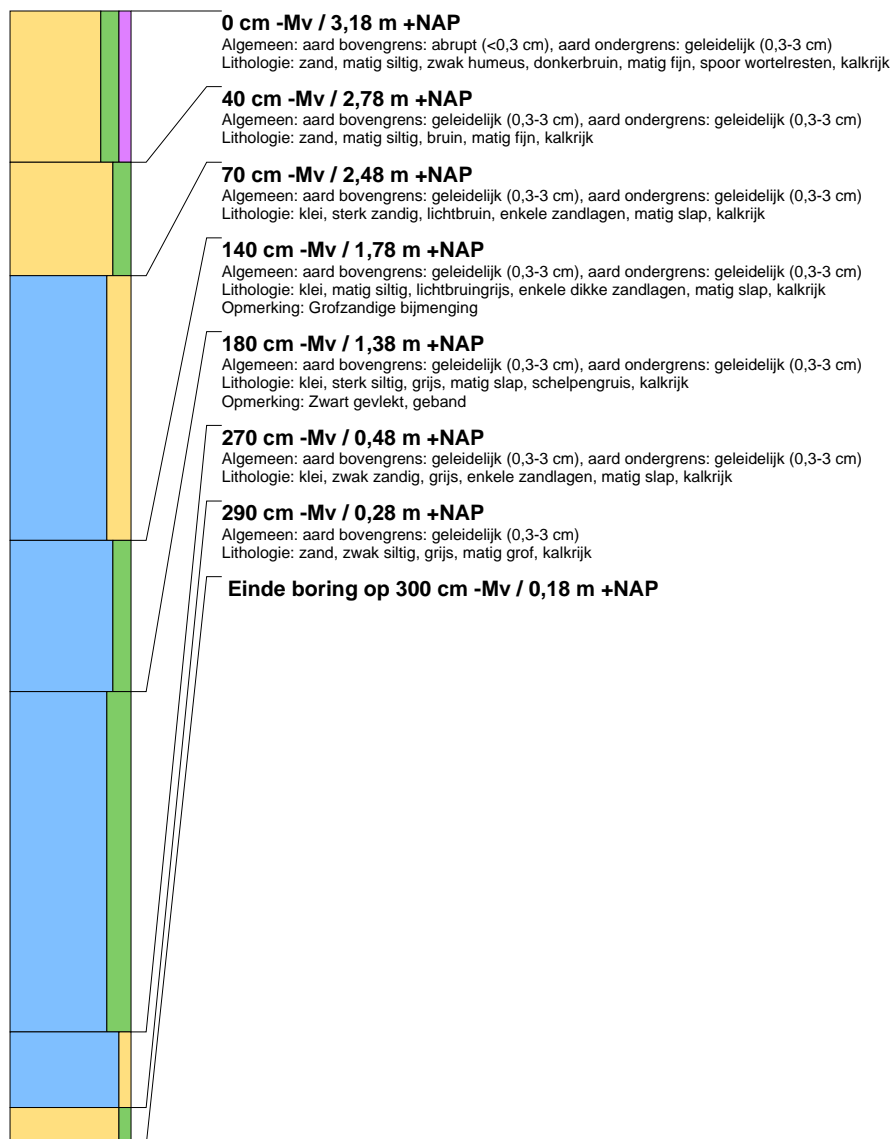 0 cm -Mv / 3,18 m +NAP
Algemeen: aard bovengrens: abrupt (<0,3 cm), aard ondergrens: geleidelijk (0,3-3 cm)
Lithologie: zand, matig siltig, zwak humeus, donkerbruin, matig fijn, spoor wortelresten, kalkrijk
40 cm -Mv / 2,78 m +NAP
Algemeen: aard bovengrens: geleidelijk (0,3-3 cm), aard ondergrens: geleidelijk (0,3-3 cm)
Lithologie: zand, matig siltig, bruin, matig fijn, kalkrijk
70 cm -Mv / 2,48 m +NAP
Algemeen: aard bovengrens: geleidelijk (0,3-3 cm), aard ondergrens: geleidelijk (0,3-3 cm)
Lithologie: klei, sterk zandig, lichtbruin, enkele zandlagen, matig slap, kalkrijk
140 cm -Mv / 1,78 m +NAP
Algemeen: aard bovengrens: geleidelijk (0,3-3 cm), aard ondergrens: geleidelijk (0,3-3 cm)
Lithologie: klei, matig siltig, lichtbruingrijs, enkele dikke zandlagen, matig slap, kalkrijk
Opmerking: Grofzandige bijmenging
180 cm -Mv / 1,38 m +NAP
Algemeen: aard bovengrens: geleidelijk (0,3-3 cm), aard ondergrens: geleidelijk (0,3-3 cm)
Lithologie: klei, sterk siltig, grijs, matig slap, schelpengruis, kalkrijk
Opmerking: Zwart gevlekt, geband
270 cm -Mv / 0,48 m +NAP
Algemeen: aard bovengrens: geleidelijk (0,3-3 cm), aard ondergrens: geleidelijk (0,3-3 cm)
Lithologie: klei, zwak zandig, grijs, enkele zandlagen, matig slap, kalkrijk
290 cm -Mv / 0,28 m +NAP
Algemeen: aard bovengrens: geleidelijk (0,3-3 cm)
Lithologie: zand, zwak siltig, grijs, matig grof, kalkrijk
Einde boring op 300 cm -Mv / 0,18 m +NAP